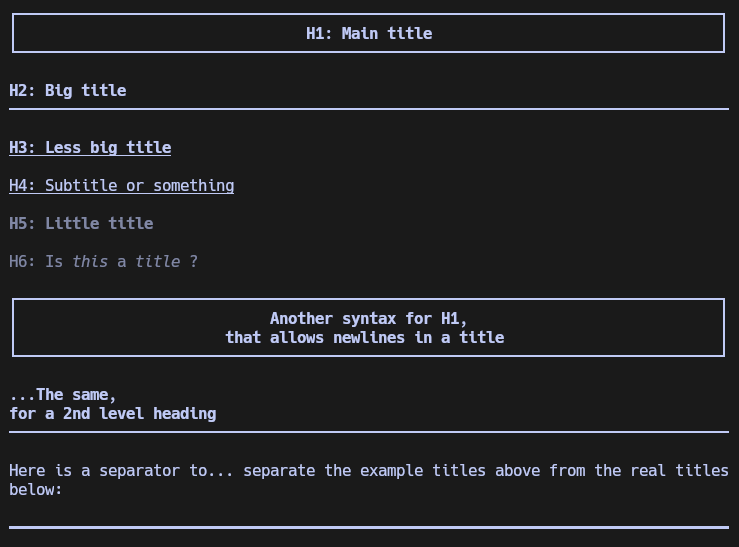 H1: Main title
H2: Big title
H3: Less big title
H4: Subtitle or something
H5: Little title
H6: Is this a title ?
Another syntax for H1,
that allows newlines in a title
...The same,
for a 2nd level heading
Here is a separator to... separate the example titles above from the real titles
below: